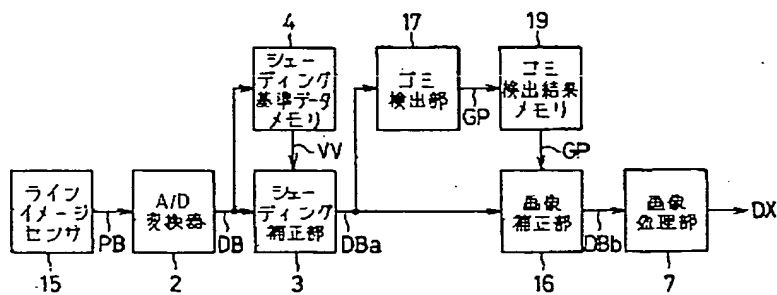 4
シェー
ディング
基準データ
メモリ
17
ゴミ
検出部
19
ゴミ
検出結果
メモリ
GP
VV
GP
ライン
イメージ
センサ
PB
A/D
変換器
DB
シェー
ディング
補正部
DBa
画像
補正部
DBb
画像
処理部
DX
15
2
3
16
7